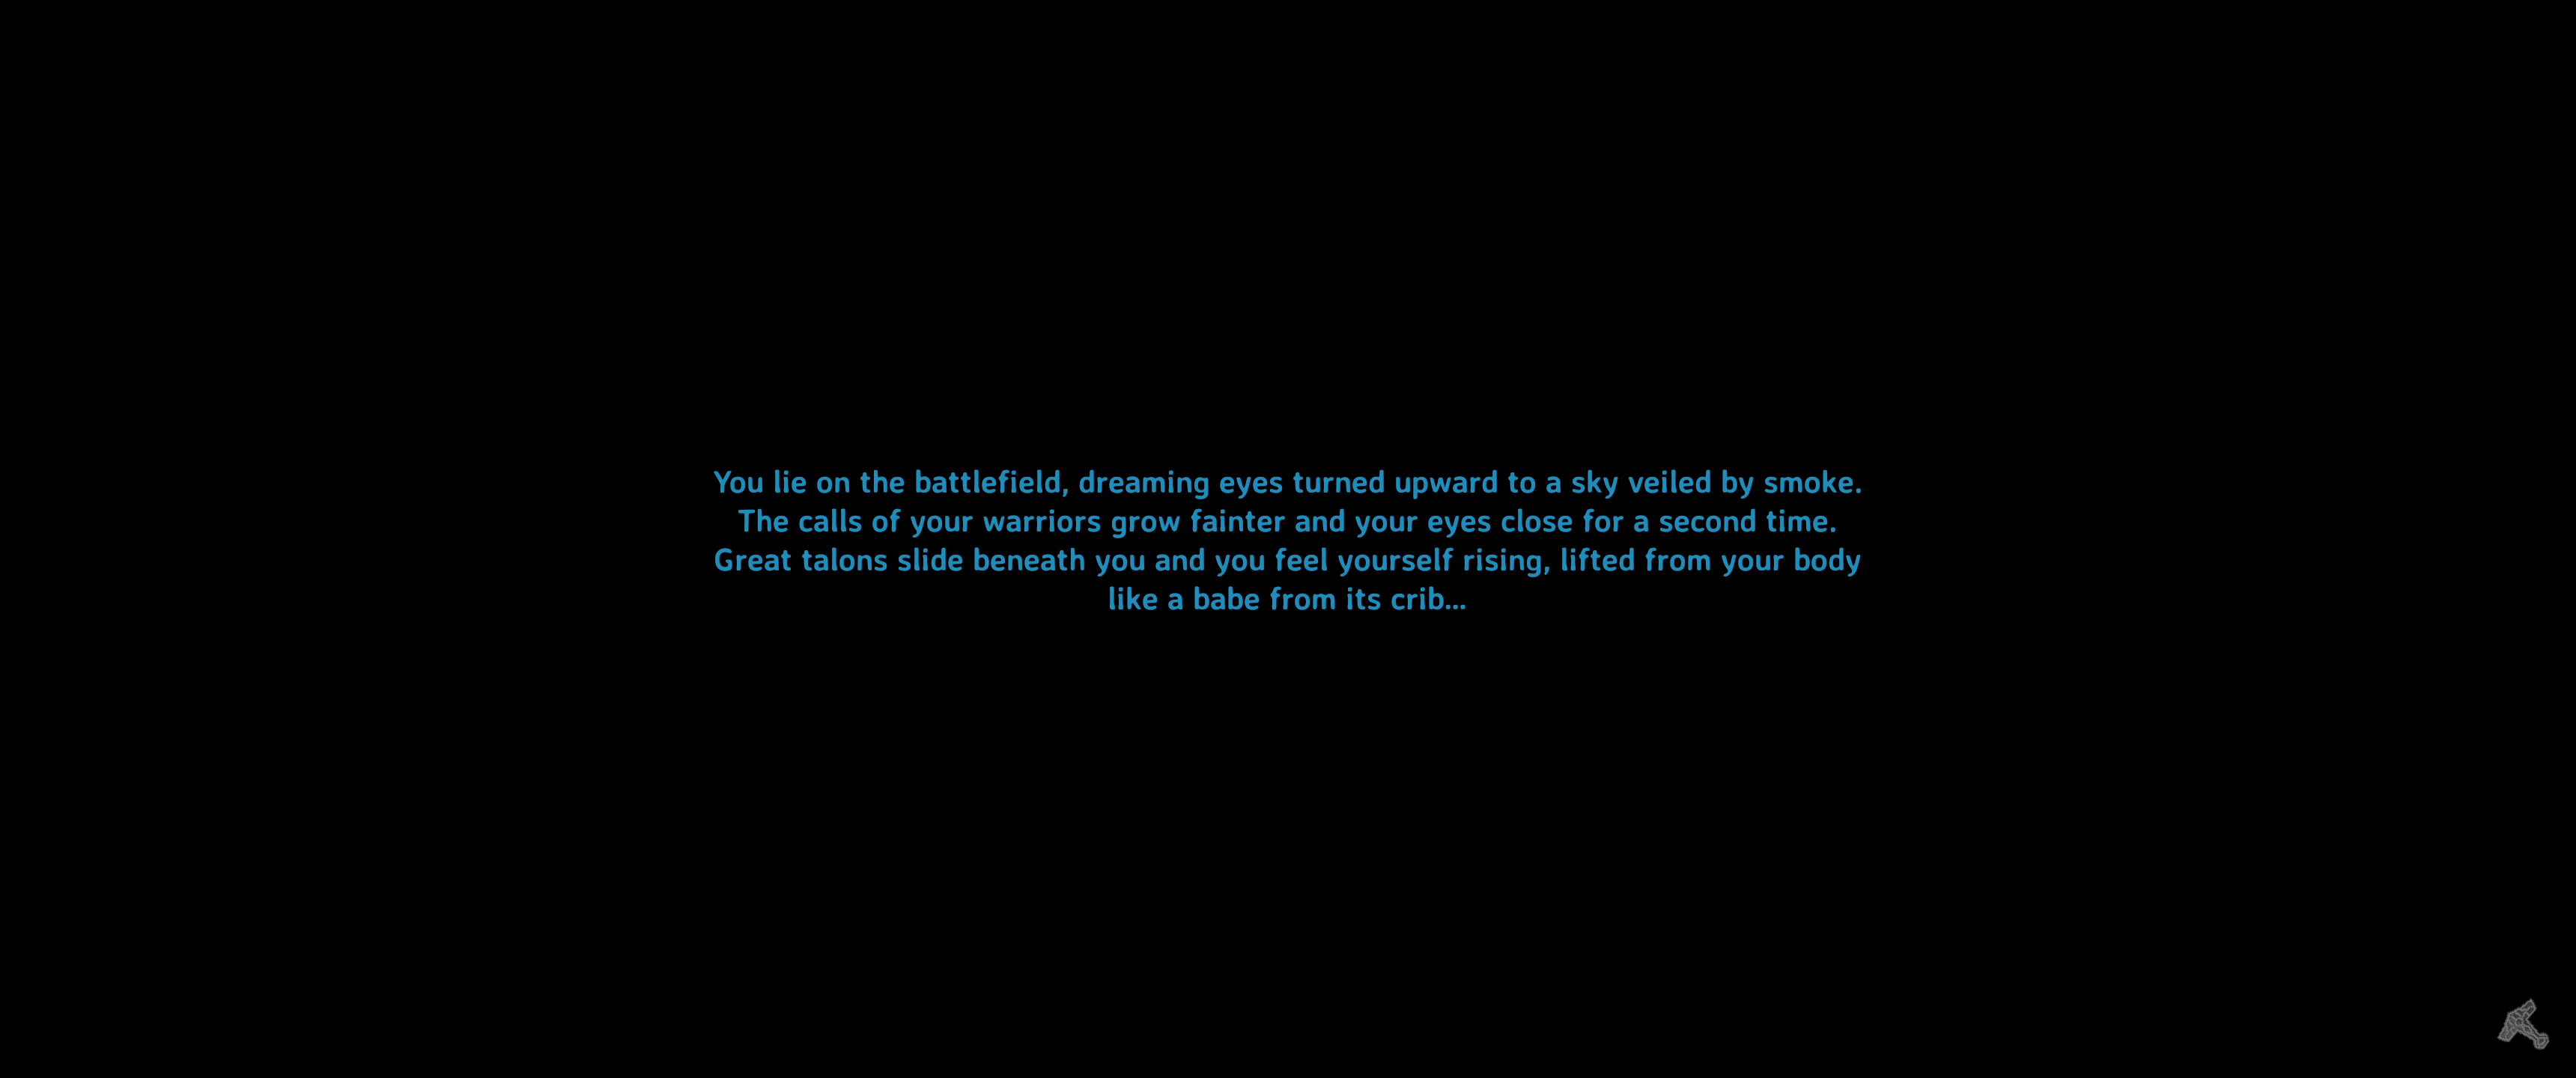 You lie on the battlefield, dreaming eyes turned upward to a sky veiled by smoke.
The calls of your warriors grow fainter and your eyes close for a second time.
Great talons slide beneath you and you feel yourself rising, lifted from your body
like a babe from its crib...